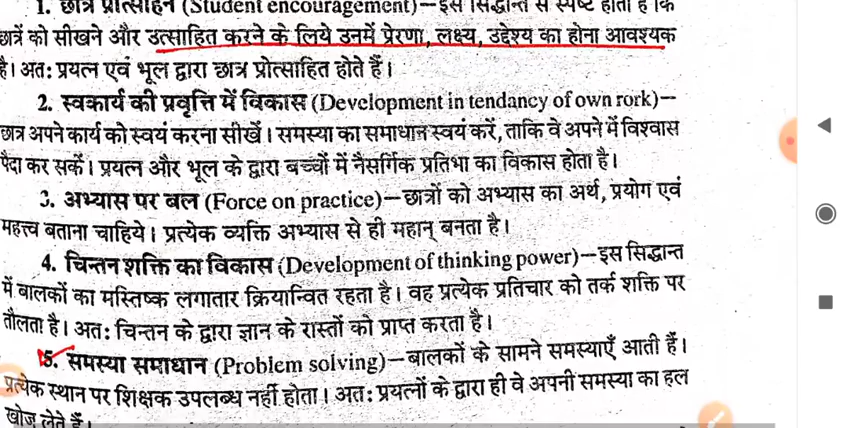 1. छात्र प्रोत्साहन (Student encouragement)—इस सिद्धान्त से स्पष्ट होता है कि
छात्रें को सीखने और उत्साहित करने के लिये उनमें प्रेरणा, लक्ष्य, उद्देश्य का होना आवश्यक
है। अतः प्रयत्न एवं भूल द्वारा छात्र प्रोत्साहित होते हैं।
2. स्वकार्य की प्रवृत्ति में विकास (Development in tendancy of own rork)—
छात्र अपने कार्य को स्वयं करना सीखें। समस्या का समाधान स्वयं करें, ताकि वे अपने में विश्वास
पैदा कर सकें। प्रयत्न और भूल के द्वारा बच्चों में नैसर्गिक प्रतिभा का विकास होता है।
3. अभ्यास पर बल (Force on practice)—छात्रों को अभ्यास का अर्थ, प्रयोग एवं
महत्त्व बताना चाहिये। प्रत्येक व्यक्ति अभ्यास से ही महान् बनता है।
4. चिन्तन शक्ति का विकास (Development of thinking power)—इस सिद्धान्त
में बालकों का मस्तिष्क लगातार क्रियान्वित रहता है। वह प्रत्येक प्रतिचार को तर्क शक्ति पर
तौलता है। अतः चिन्तन के द्वारा ज्ञान के रास्तों को प्राप्त करता है।
5. समस्या समाधान (Problem solving)—बालकों के सामने समस्याएँ आती हैं।
प्रत्येक स्थान पर शिक्षक उपलब्ध नहीं होता। अतः प्रयत्नों के द्वारा ही वे अपनी समस्या का हल
खोज लेते हैं।